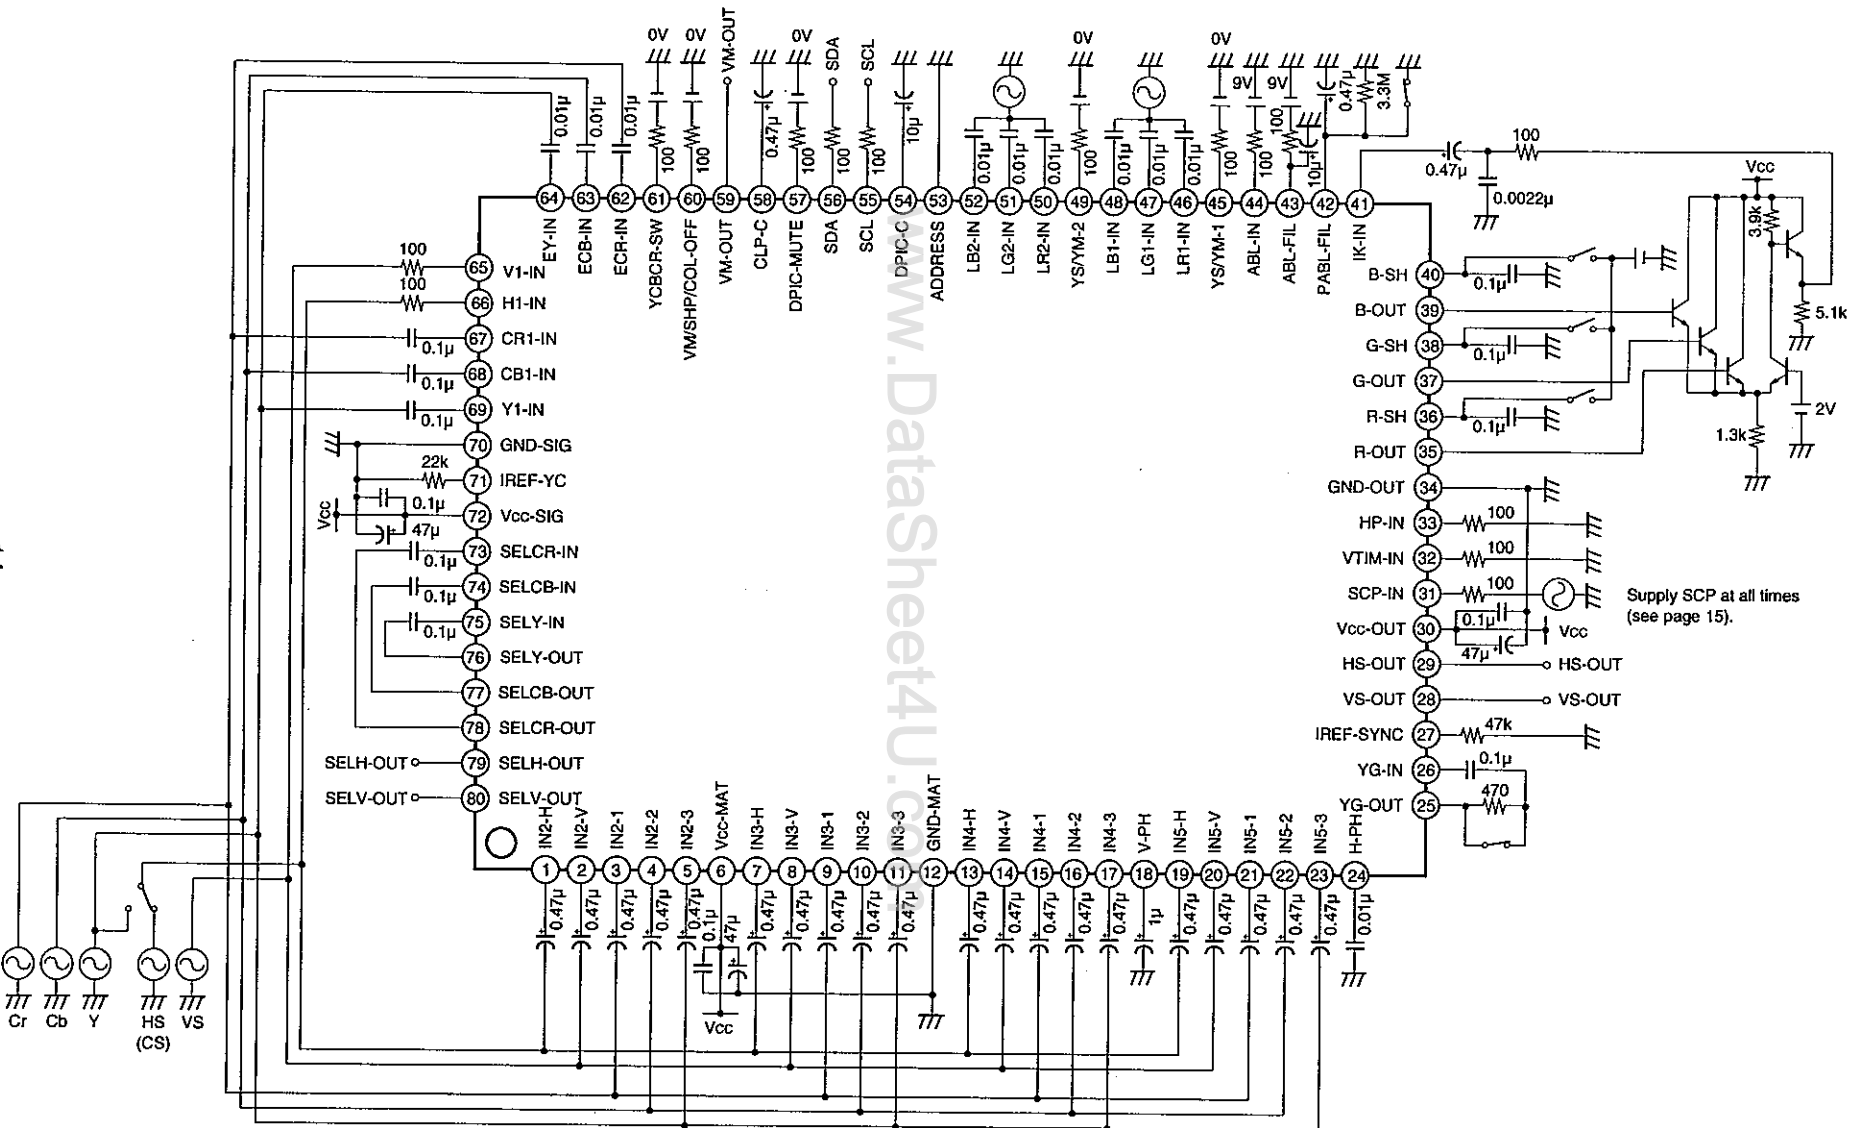 0V
0V
VM-OUT
0V
SDA
SCL
0V
0V
9V
9V
0.47µ
3.3M
0.01µ
0.01µ
0.01µ
100
100
0.47µ
100
100
100
10µ
0.01µ
0.01µ
0.01µ
100
0.01µ
0.01µ
0.01µ
100
100
100
10µ
0.47µ
100
0.0022µ
Vcc
3.9k
5.1k
2V
1.3k
64 EY-IN
63 ECB-IN
62 ECR-IN
61 YCBCR-SW
60 VM/SHP/COL-OFF
59 VM-OUT
58 CLP-C
57 DPIC-MUTE
56 SDA
55 SCL
54 DPIC-C
53 ADDRESS
52 LB2-IN
51 LG2-IN
50 LR2-IN
49 YS/YM-2
48 LB1-IN
47 LG1-IN
46 LR1-IN
45 YS/YM-1
44 ABL-IN
43 ABL-FIL
42 PABL-FIL
41 IK-IN
100 65 V1-IN
100 66 H1-IN
0.1µ 67 CR1-IN
0.1µ 68 CB1-IN
0.1µ 69 Y1-IN
70 GND-SIG
22k 71 IREF-YC
0.1µ
Vcc 72 Vcc-SIG
47µ
0.1µ 73 SELCR-IN
0.1µ 74 SELCB-IN
0.1µ 75 SELY-IN
76 SELY-OUT
77 SELCB-OUT
78 SELCR-OUT
SELH-OUT 79 SELH-OUT
SELV-OUT 80 SELV-OUT
B-SH 40 0.1µ
B-OUT 39
G-SH 38 0.1µ
G-OUT 37
R-SH 36 0.1µ
R-OUT 35
GND-OUT 34
HP-IN 33 100
VTIM-IN 32 100
SCP-IN 31 100
Supply SCP at all times
(see page 15).
0.1µ
Vcc-OUT 30 Vcc
47µ
HS-OUT 29 HS-OUT
VS-OUT 28 VS-OUT
IREF-SYNC 27 47k
YG-IN 26 0.1µ
YG-OUT 25 470
www.DataSheet4U.com
IN2-H 1 0.47µ
IN2-V 2 0.47µ
IN2-1 3 0.47µ
IN2-2 4 0.47µ
IN2-3 5 0.47µ
Vcc-MAT 6 0.1µ 47µ
IN3-H 7 0.47µ
IN3-V 8 0.47µ
IN3-1 9 0.47µ
IN3-2 10 0.47µ
IN3-3 11 0.47µ
GND-MAT 12
IN4-H 13 0.47µ
IN4-V 14 0.47µ
IN4-1 15 0.47µ
IN4-2 16 0.47µ
IN4-3 17 0.47µ
V-PH 18 1µ
IN5-H 19 0.47µ
IN5-V 20 0.47µ
IN5-1 21 0.47µ
IN5-2 22 0.47µ
IN5-3 23 0.47µ
H-PH 24 0.01µ
Vcc
Cr
Cb
Y
HS
(CS)
VS